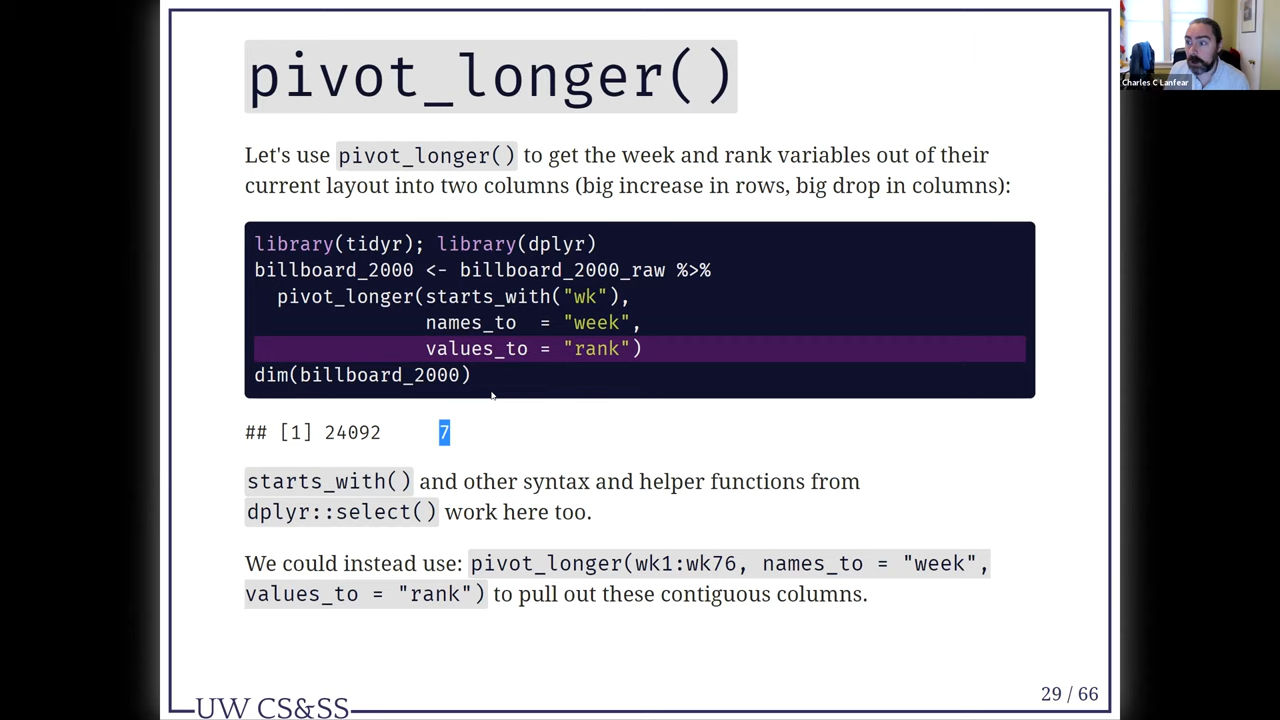 pivot_longer()
Charles C Lanfear
Let's use pivot_longer() to get the week and rank variables out of their
current layout into two columns (big increase in rows, big drop in columns):
library(tidyr); library(dplyr)
billboard_2000 <- billboard_2000_raw %>%
  pivot_longer(starts_with("wk"),
               names_to  = "week",
               values_to = "rank")
dim(billboard_2000)
## [1] 24092     7
starts_with() and other syntax and helper functions from
dplyr::select() work here too.
We could instead use: pivot_longer(wk1:wk76, names_to = "week",
values_to = "rank") to pull out these contiguous columns.
29 / 66
UW CS&SS